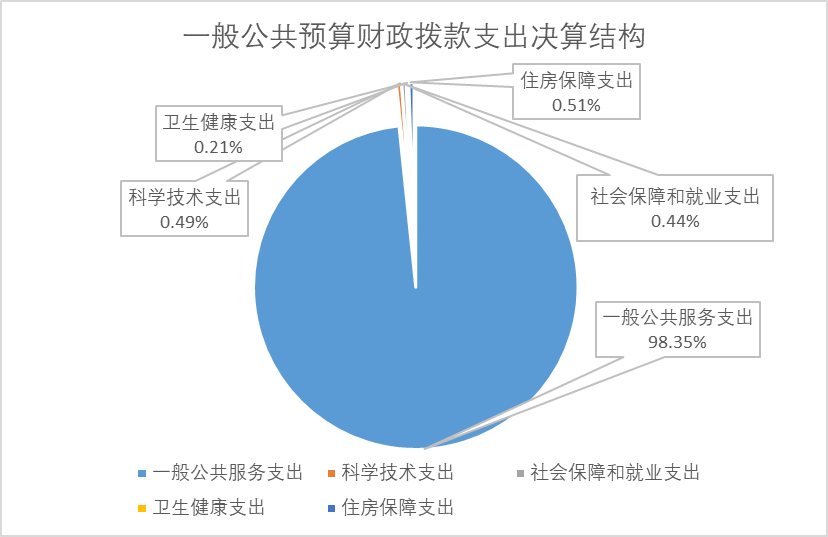 一般公共预算财政拨款支出决算结构
住房保障支出
0.51%
卫生健康支出
0.21%
科学技术支出
0.49%
社会保障和就业支出
0.44%
一般公共服务支出
98.35%
一般公共服务支出
科学技术支出
社会保障和就业支出
卫生健康支出
住房保障支出